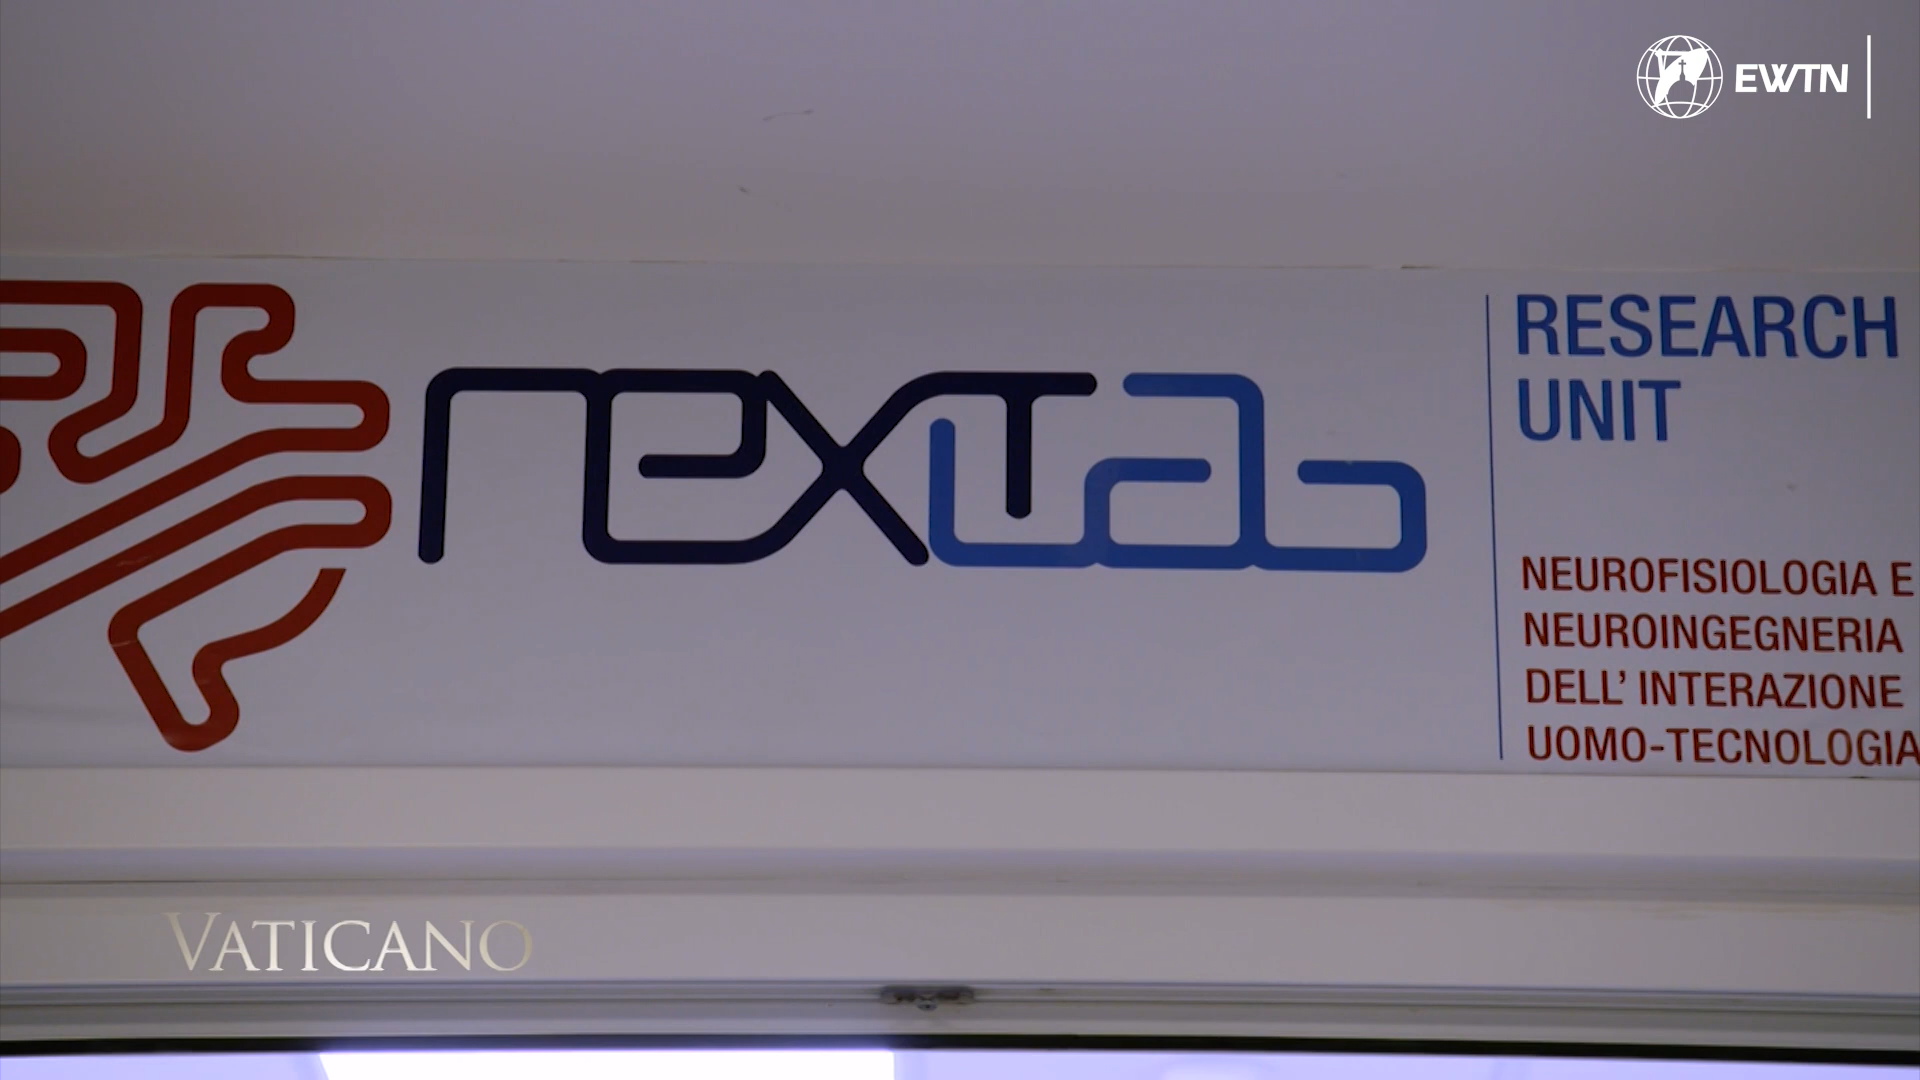 EWTN
NEXTLAB
RESEARCH
UNIT
NEUROFISIOLOGIA E
NEUROINGEGNERIA
DELL' INTERAZIONE
UOMO-TECNOLOGIA
VATICANO